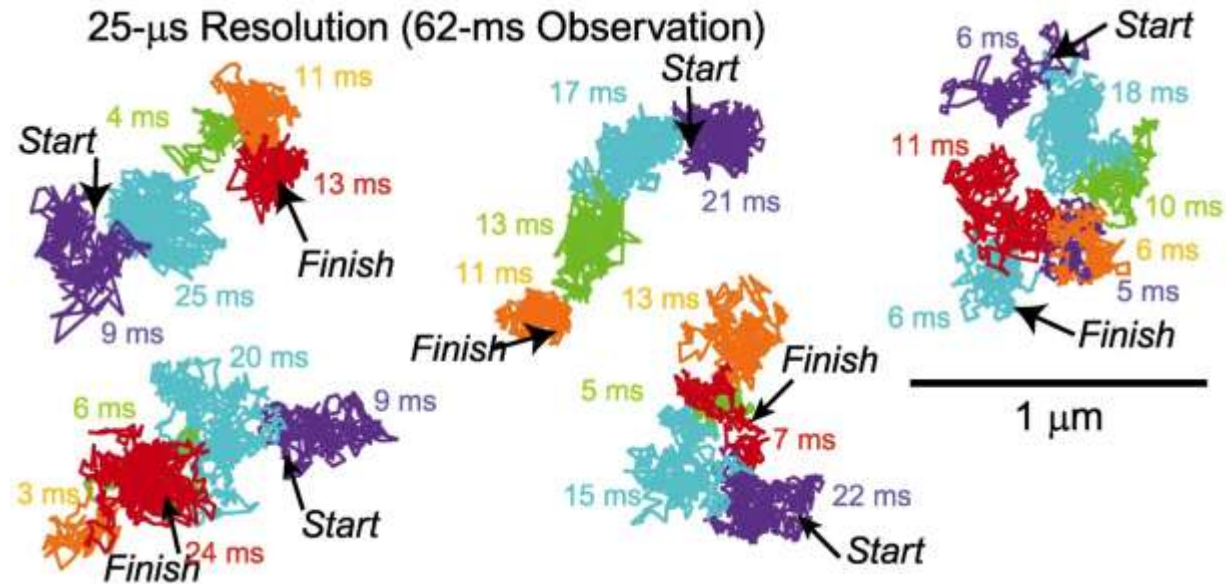 25-μs Resolution (62-ms Observation)
Start
4 ms
11 ms
13 ms
Finish
25 ms
9 ms
17 ms
Start
21 ms
13 ms
11 ms
Finish
6 ms
Start
18 ms
11 ms
10 ms
6 ms
5 ms
6 ms
Finish
20 ms
9 ms
6 ms
3 ms
Start
Finish
24 ms
13 ms
Finish
5 ms
7 ms
15 ms
22 ms
Start
1 μm